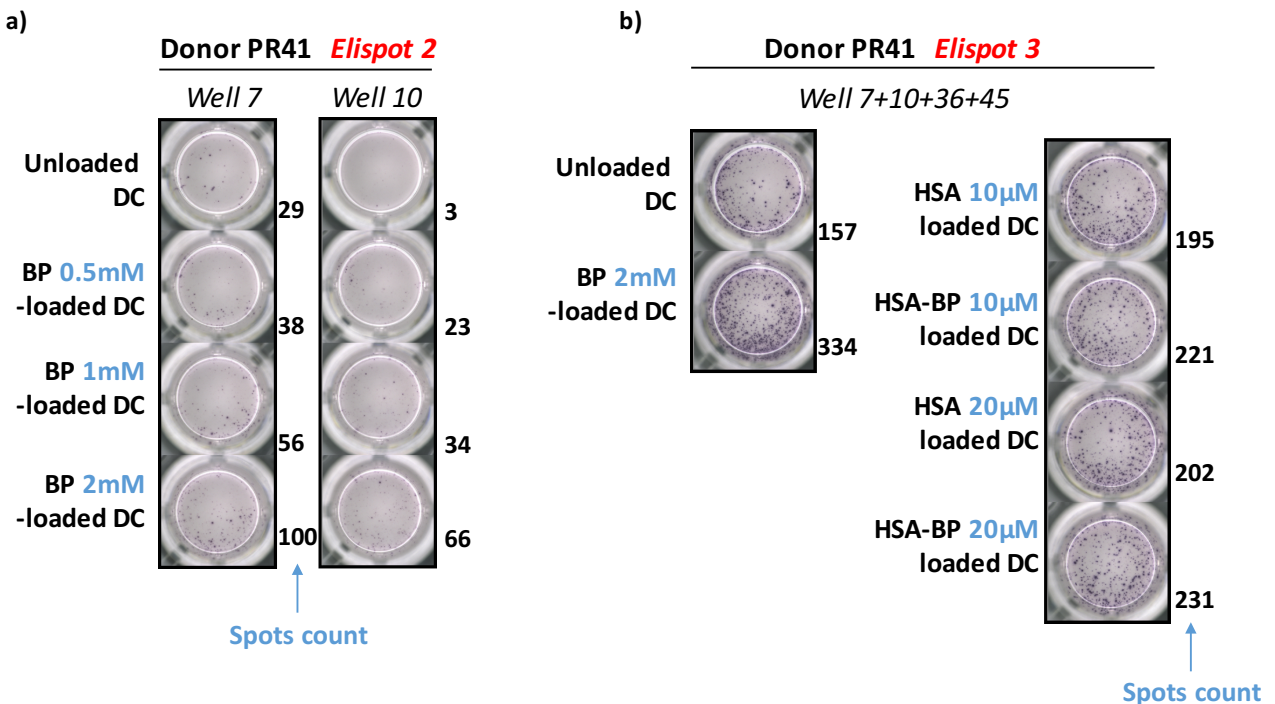 a)
Donor PR41 Elispot 2
Well 7 Well 10
Unloaded
DC
29
3
BP 0.5mM
-loaded DC
38
23
BP 1mM
-loaded DC
56
34
BP 2mM
-loaded DC
100
66
Spots count
b)
Donor PR41 Elispot 3
Well 7+10+36+45
Unloaded
DC
157
BP 2mM
-loaded DC
334
HSA 10µM
loaded DC
195
HSA-BP 10µM
loaded DC
221
HSA 20µM
loaded DC
202
HSA-BP 20µM
loaded DC
231
Spots count